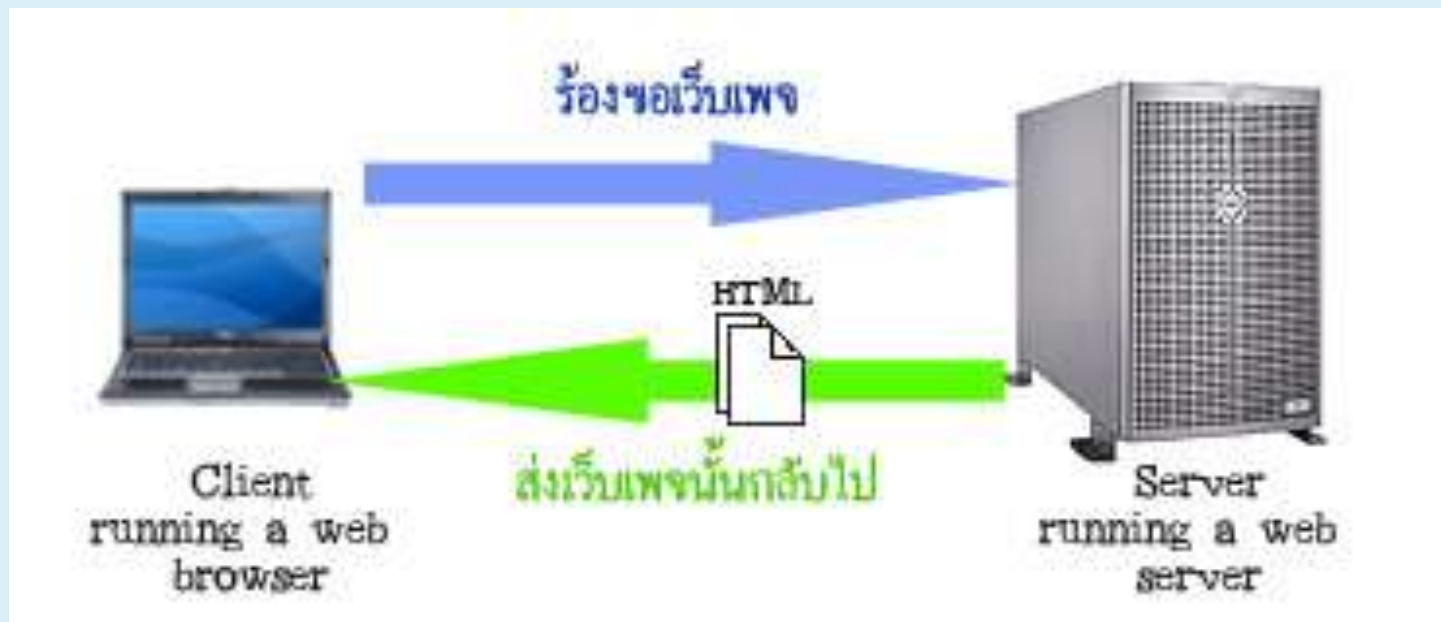 ร้องขอเว็บเพจ
HTML
ส่งเว็บเพจนั้นกลับไป
Client
running a web
browser
Server
running a web
server